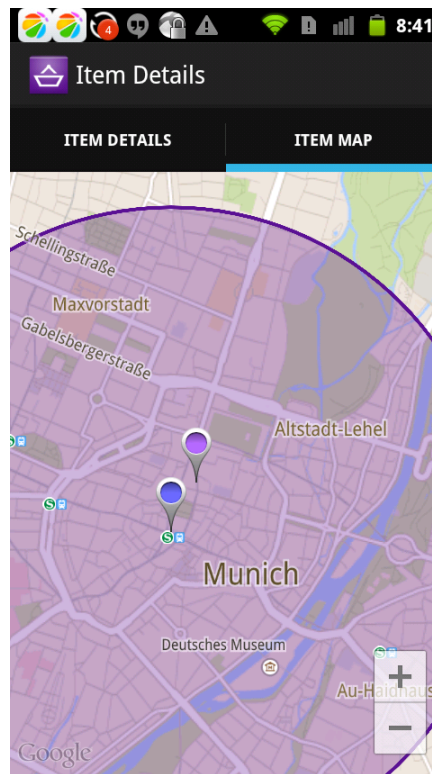 4
8:41
Item Details
ITEM DETAILS
ITEM MAP
Schellingstraße
Maxvorstadt
Gabelsbergerstraße
Altstadt-Lehel
S
S
S
Munich
Deutsches Museum
S
Au-Haidhaus
+
−
Google